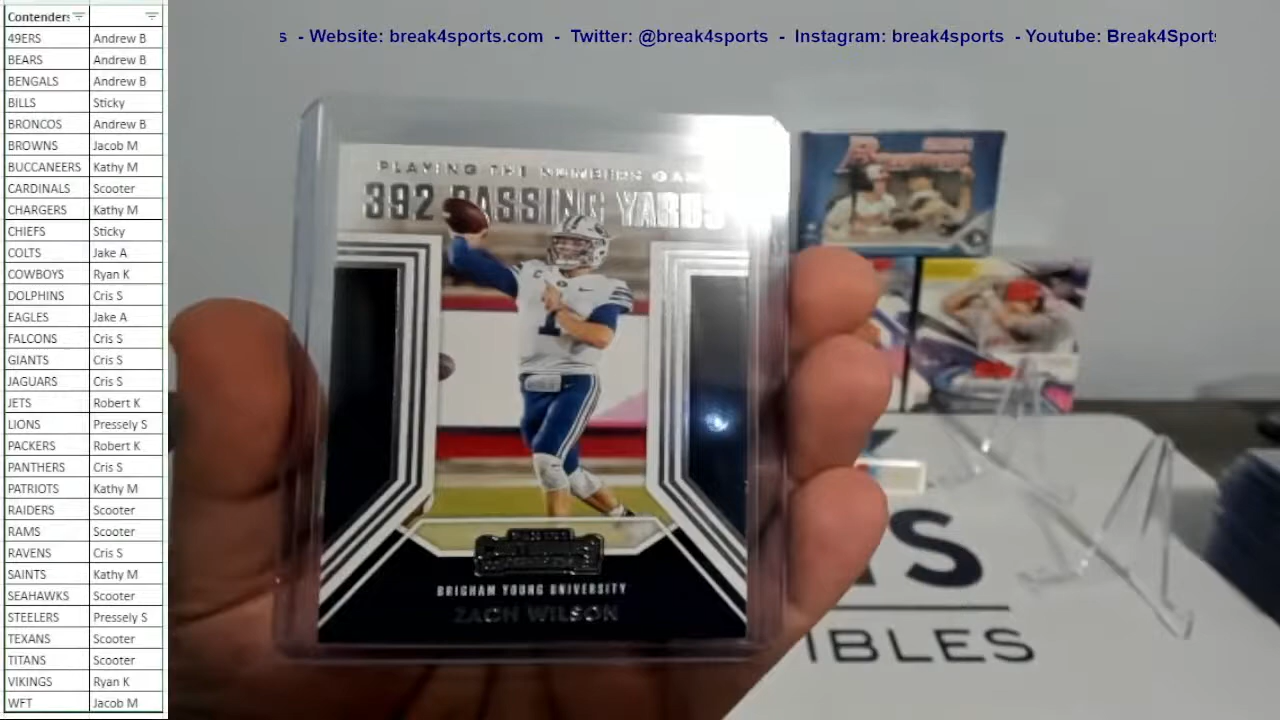 Contenders
49ERS Andrew B
BEARS Andrew B
BENGALS Andrew B
BILLS Sticky
BRONCOS Andrew B
BROWNS Jacob M
BUCCANEERS Kathy M
CARDINALS Scooter
CHARGERS Kathy M
CHIEFS Sticky
COLTS Jake A
COWBOYS Ryan K
DOLPHINS Cris S
EAGLES Jake A
FALCONS Cris S
GIANTS Cris S
JAGUARS Cris S
JETS Robert K
LIONS Pressely S
PACKERS Robert K
PANTHERS Cris S
PATRIOTS Kathy M
RAIDERS Scooter
RAMS Scooter
RAVENS Cris S
SAINTS Kathy M
SEAHAWKS Scooter
STEELERS Pressely S
TEXANS Scooter
TITANS Scooter
VIKINGS Ryan K
WFT Jacob M
s - Website: break4sports.com - Twitter: @break4sports - Instagram: break4sports - Youtube: Break4Sports
PLAYING THE NUMBERS GAM
392 PASSING YARDS
BRIGHAM YOUNG UNIVERSITY
ZACH WILSON
S
IBLES